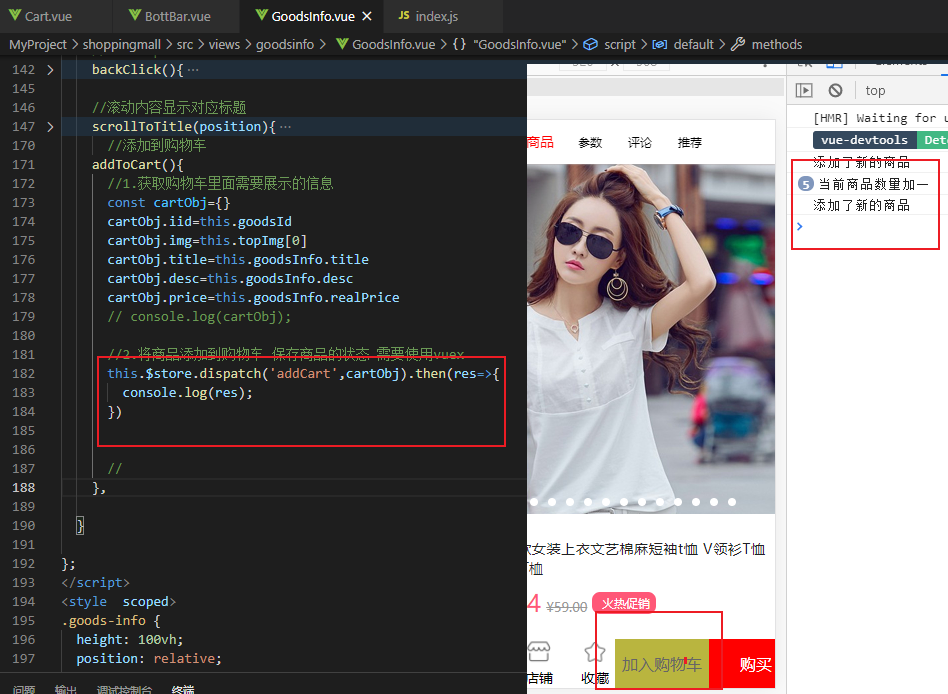 Cart.vue BottBar.vue GoodsInfo.vue index.js
MyProject > shoppingmall > src > views > goodsinfo > GoodsInfo.vue > {} "GoodsInfo.vue" > script > default > methods
142 backClick(){ ···
145
146 //滚动内容显示对应标题
147 scrollToTitle(position){ ···
170 //添加到购物车
171 addToCart(){
172 //1.获取购物车里面需要展示的信息
173 const cartObj={}
174 cartObj.iid=this.goodsId
175 cartObj.img=this.topImg[0]
176 cartObj.title=this.goodsInfo.title
177 cartObj.desc=this.goodsInfo.desc
178 cartObj.price=this.goodsInfo.realPrice
179 // console.log(cartObj);
180
181 //2.将商品添加到购物车 保存商品的状态 需要使用vuex
182 this.$store.dispatch('addCart',cartObj).then(res=>{
183 console.log(res);
184 })
185
186
187 //
188 },
189
190 }
191
192 };
193 </script>
194 <style scoped>
195 .goods-info {
196 height: 100vh;
197 position: relative;
问题 输出 调试控制台 终端
商品 参数 评论 推荐
女装上衣文艺棉麻短袖t恤 V领衫T恤
恤
4 ¥59.00 火热促销
店铺 收藏 加入购物车 购买
top
[HMR] Waiting for u
vue-devtools Dete
添加了新的商品
5 当前商品数量加一
添加了新的商品
>